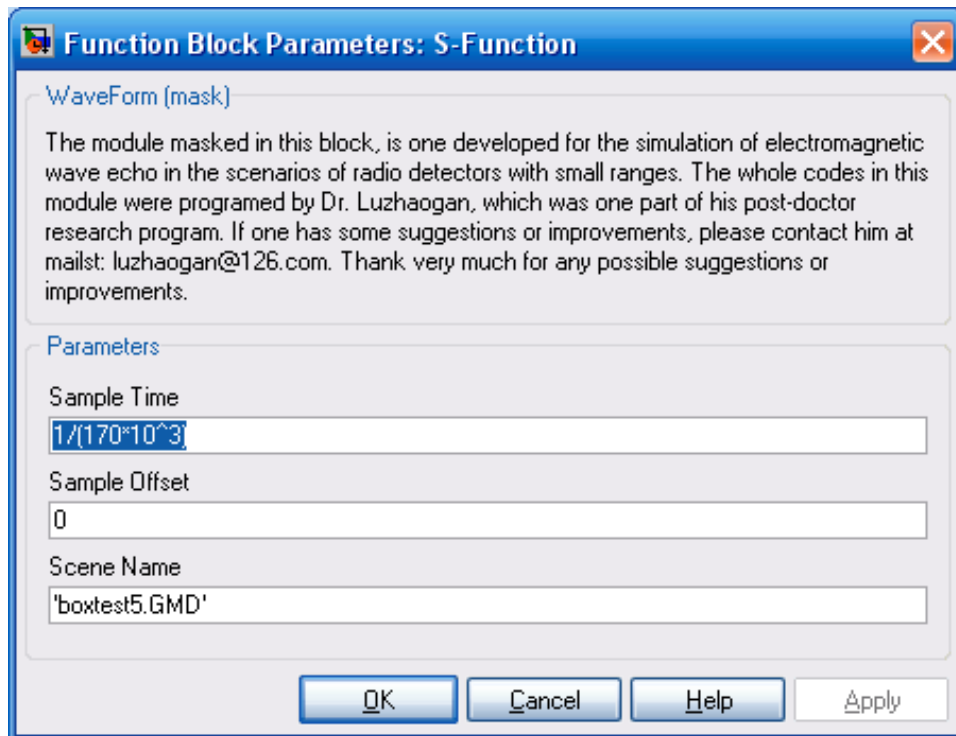 Function Block Parameters: S-Function
WaveForm (mask)
The module masked in this block, is one developed for the simulation of electromagnetic
wave echo in the scenarios of radio detectors with small ranges. The whole codes in this
module were programed by Dr. Luzhaogan, which was one part of his post-doctor
research program. If one has some suggestions or improvements, please contact him at
mailst: luzhaogan@126.com. Thank very much for any possible suggestions or
improvements.
Parameters
Sample Time
1/(170*10^3)
Sample Offset
0
Scene Name
'boxtest5.GMD'
OK Cancel Help Apply